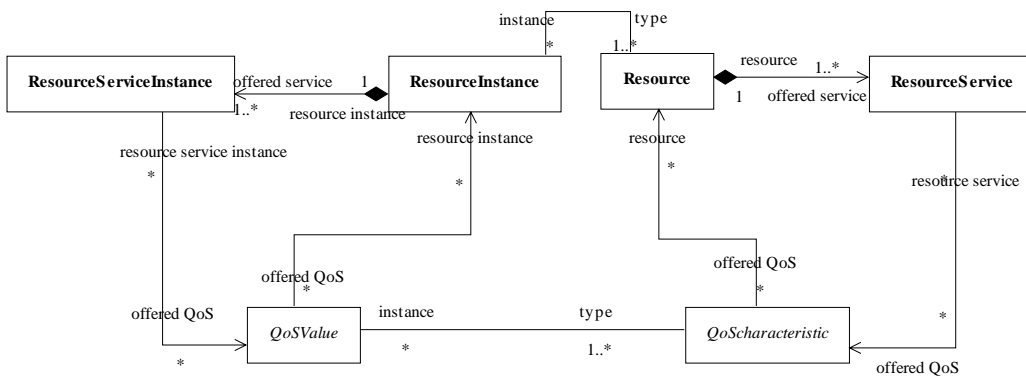 instance
type
*
1..*
ResourceServiceInstance
offered service
1
1..*
resource instance
ResourceInstance
Resource
resource
1..*
1
offered service
ResourceService
resource service instance
*
resource instance
*
resource
*
*
resource service
offered QoS
*
offered QoS
*
offered QoS
*
QoSValue
instance
type
*
1..*
QoScharacteristic
*
offered QoS